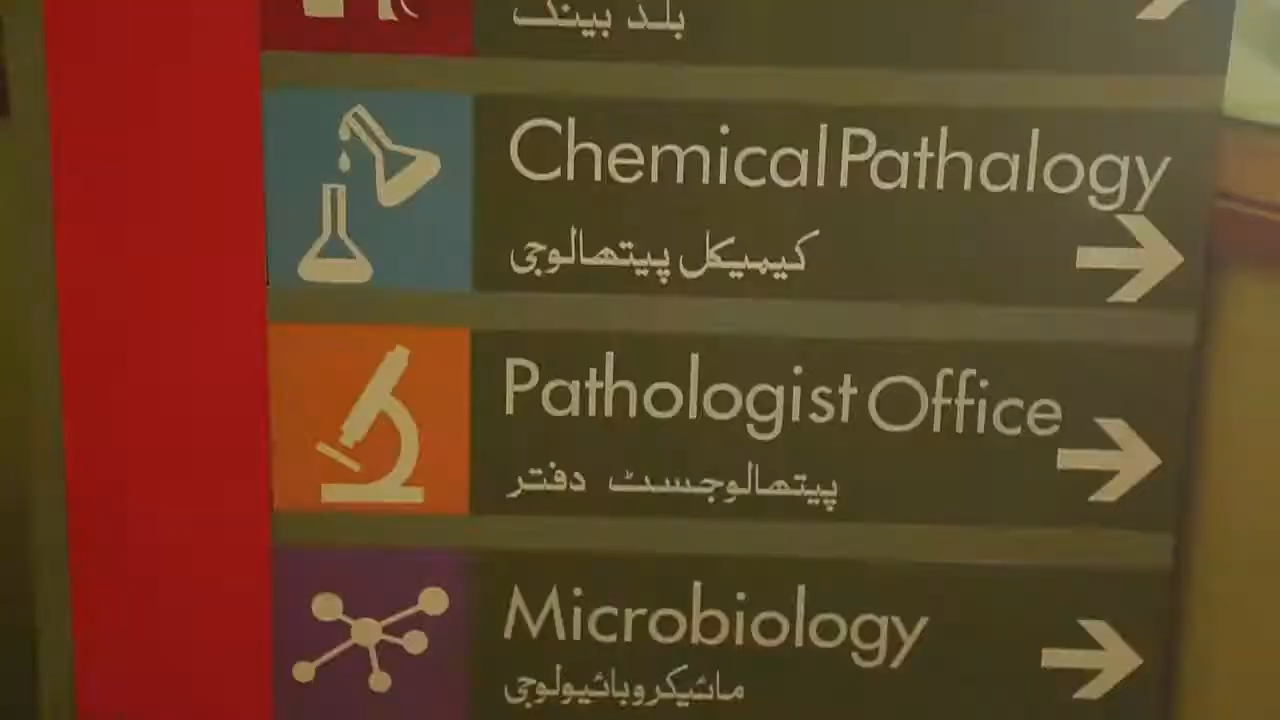 بلڈ بینک
Chemical Pathalogy
کیمیکل پیتھالوجی
Pathologist Office
پیتھالوجسٹ دفتر
Microbiology
مائیکروبائیولوجی